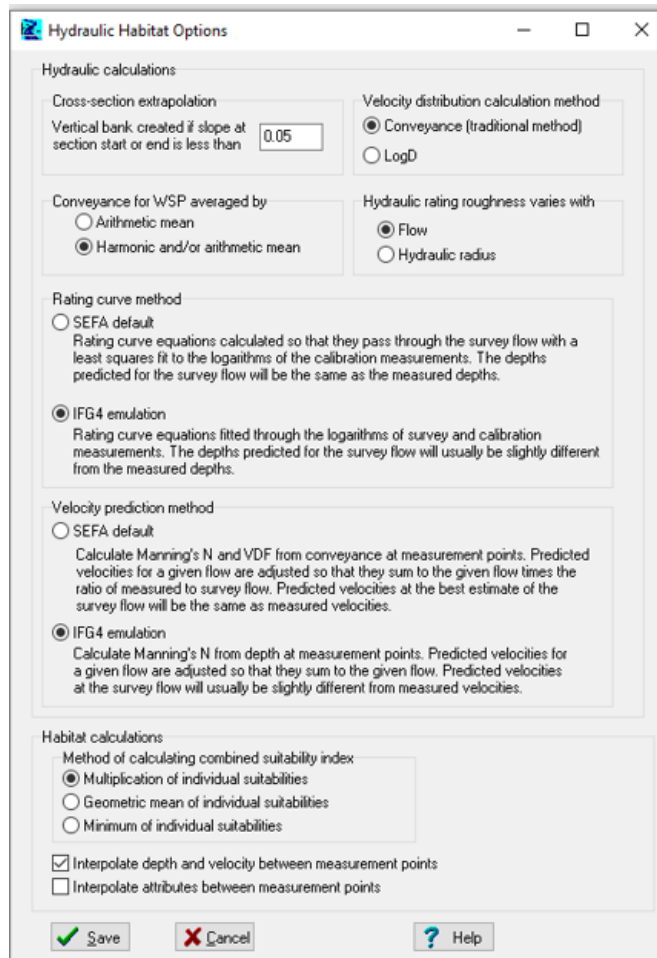 Hydraulic Habitat Options
Hydraulic calculations
Cross-section extrapolation
Vertical bank created if slope at
section start or end is less than
0.05
Velocity distribution calculation method
Conveyance (traditional method)
LogD
Conveyance for WSP averaged by
Arithmetic mean
Harmonic and/or arithmetic mean
Hydraulic rating roughness varies with
Flow
Hydraulic radius
Rating curve method
SEFA default
Rating curve equations calculated so that they pass through the survey flow with a
least squares fit to the logarithms of the calibration measurements. The depths
predicted for the survey flow will be the same as the measured depths.
IFG4 emulation
Rating curve equations fitted through the logarithms of survey and calibration
measurements. The depths predicted for the survey flow will usually be slightly different
from the measured depths.
Velocity prediction method
SEFA default
Calculate Manning's N and VDF from conveyance at measurement points. Predicted
velocities for a given flow are adjusted so that they sum to the given flow times the
ratio of measured to survey flow. Predicted velocities at the best estimate of the
survey flow will be the same as measured velocities.
IFG4 emulation
Calculate Manning's N from depth at measurement points. Predicted velocities for
a given flow are adjusted so that they sum to the given flow. Predicted velocities
at the survey flow will usually be slightly different from measured velocities.
Habitat calculations
Method of calculating combined suitability index
Multiplication of individual suitabilities
Geometric mean of individual suitabilities
Minimum of individual suitabilities
Interpolate depth and velocity between measurement points
Interpolate attributes between measurement points
Save
Cancel
Help